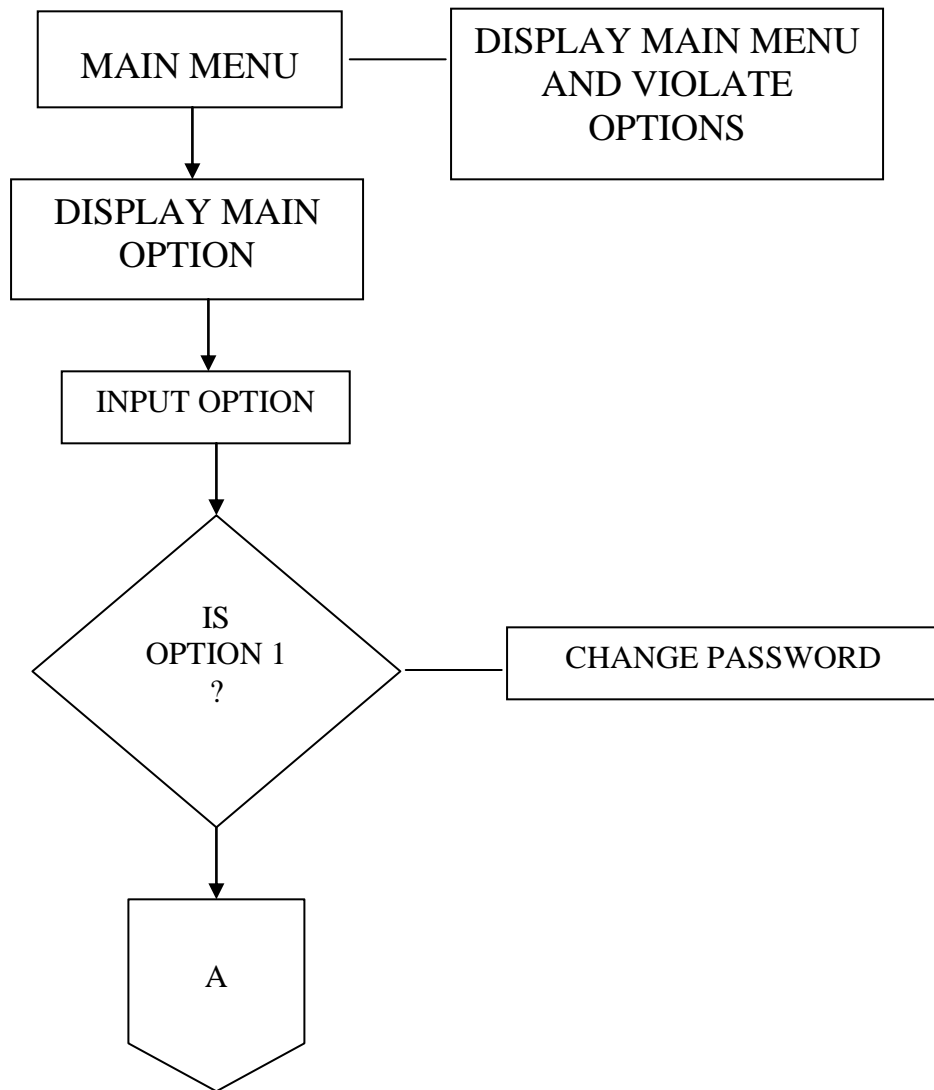 MAIN MENU
DISPLAY MAIN MENU
AND VIOLATE
OPTIONS
DISPLAY MAIN
OPTION
INPUT OPTION
IS
OPTION 1
?
CHANGE PASSWORD
A